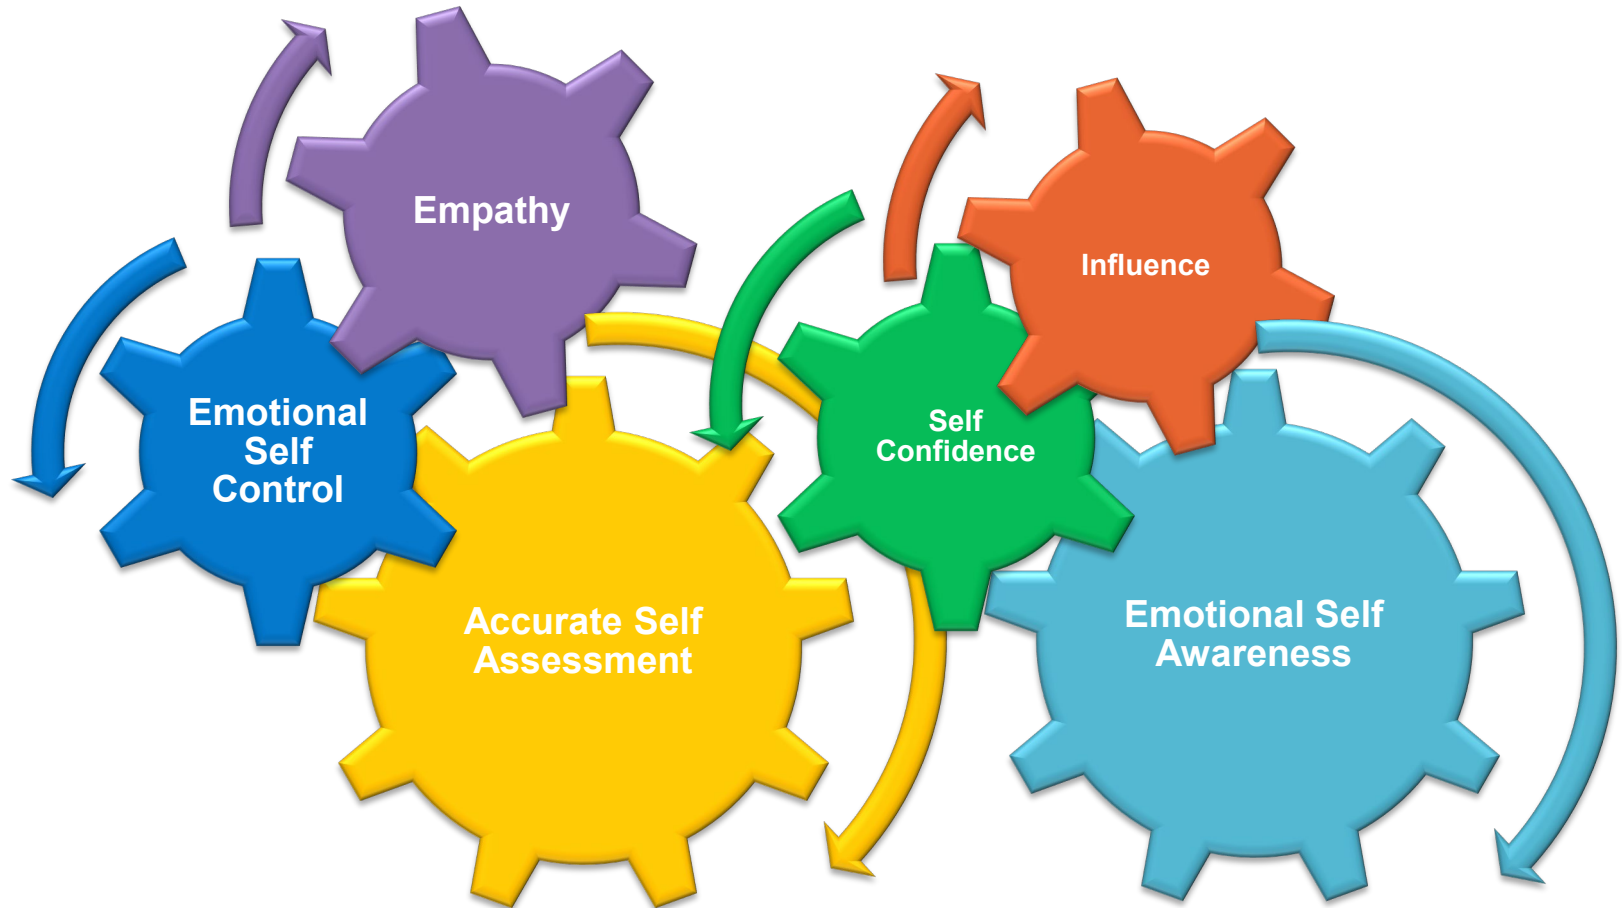 Empathy
Influence
Emotional
Self
Control
Self
Confidence
Accurate Self
Assessment
Emotional Self
Awareness